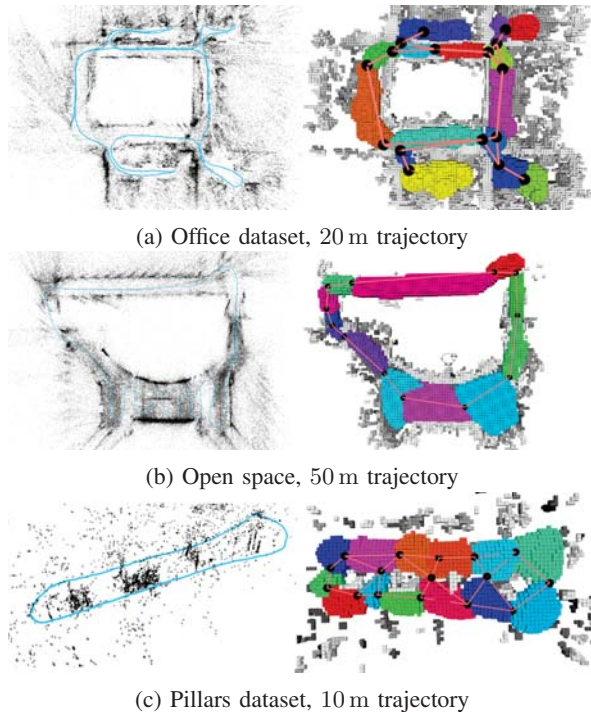 (a) Office dataset, 20 m trajectory
(b) Open space, 50 m trajectory
(c) Pillars dataset, 10 m trajectory